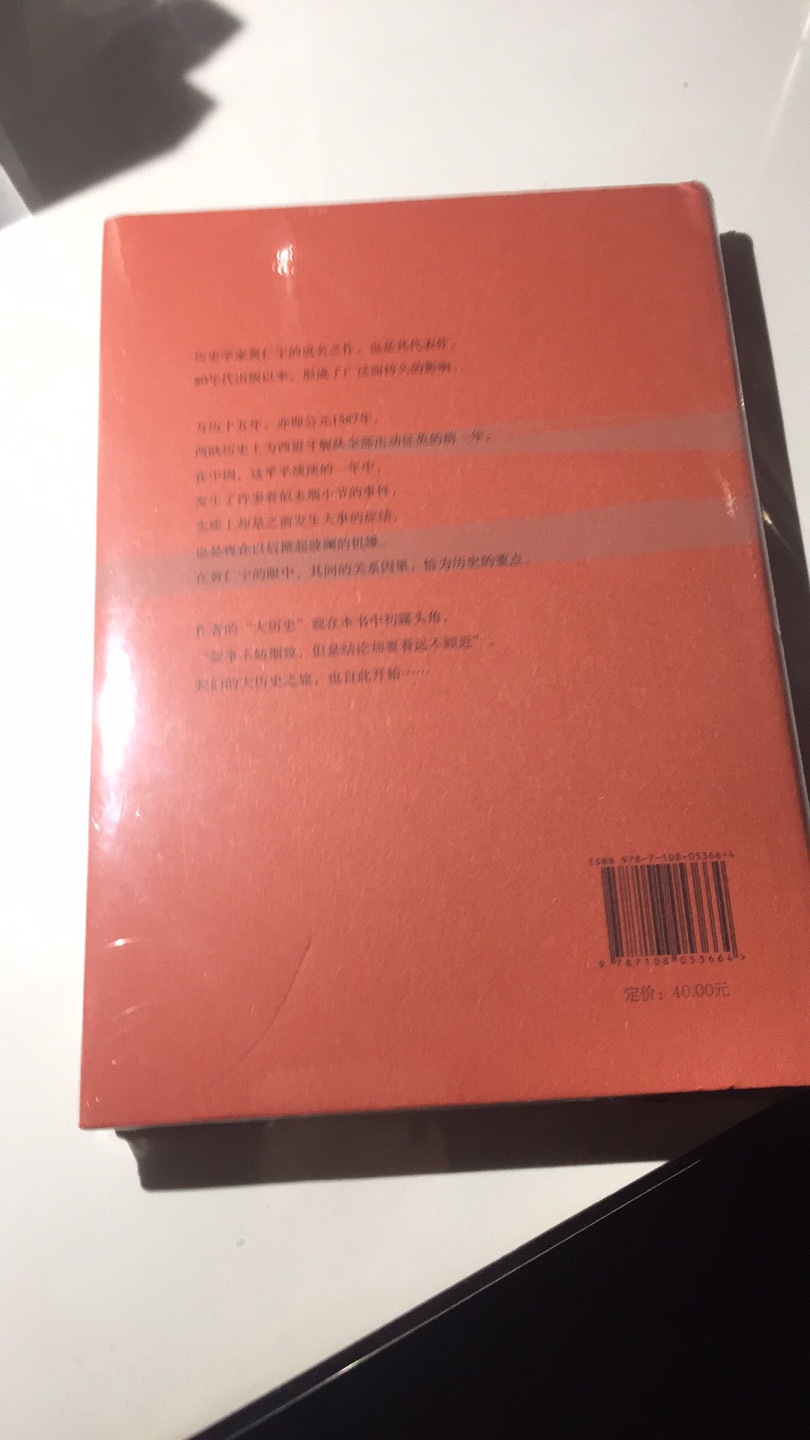 历史学家黄仁宇的成名之作，也是其代表作。
80年代出版以来，形成了广泛而持久的影响。
万历十五年，亦即公元1587年，
西欧历史上为西班牙舰队全部出动征英的前一年；
在中国，这平平淡淡的一年中，
发生了许多看似末端小节的事件，
实质上却是之前发生大事的症结，
也是将在以后掀起波澜的机缘。
在黄仁宇的眼中，其间的关系因果，恰为历史的重点。
作者的“大历史”观在本书中初露头角，
“叙事不妨细致，但是结论却要看远不顾近”。
我们的大历史之旅，也自此开始……
ISBN 978-7-108-05366-4
9 787108 053664 >
定价：40.00元